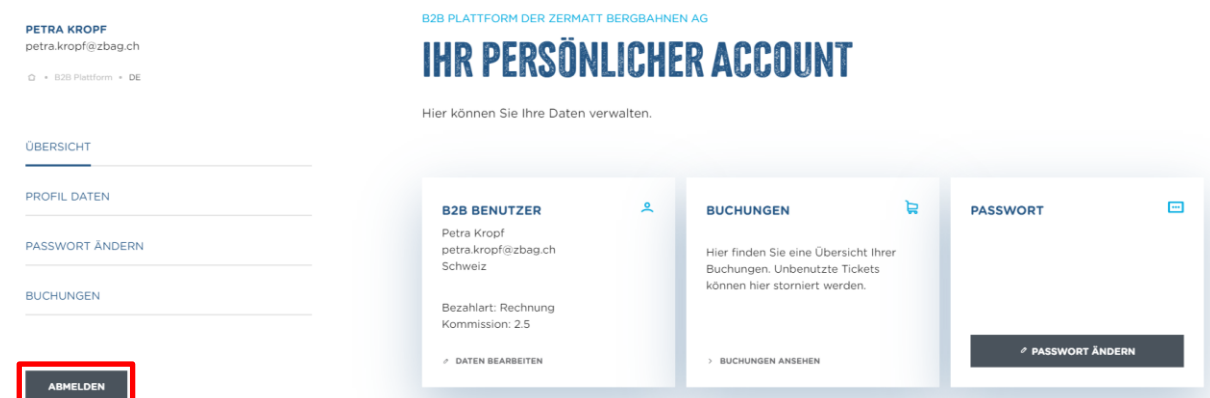 PETRA KROPF
petra.kropf@zbag.ch
B2B Plattform • DE
ÜBERSICHT
PROFIL DATEN
PASSWORT ÄNDERN
BUCHUNGEN
ABMELDEN
B2B PLATTFORM DER ZERMATT BERGBAHNEN AG
IHR PERSÖNLICHER ACCOUNT
Hier können Sie Ihre Daten verwalten.
B2B BENUTZER
Petra Kropf
petra.kropf@zbag.ch
Schweiz
Bezahlart: Rechnung
Kommission: 2.5
DATEN BEARBEITEN
BUCHUNGEN
Hier finden Sie eine Übersicht Ihrer
Buchungen. Unbenutzte Tickets
können hier storniert werden.
> BUCHUNGEN ANSEHEN
PASSWORT
PASSWORT ÄNDERN